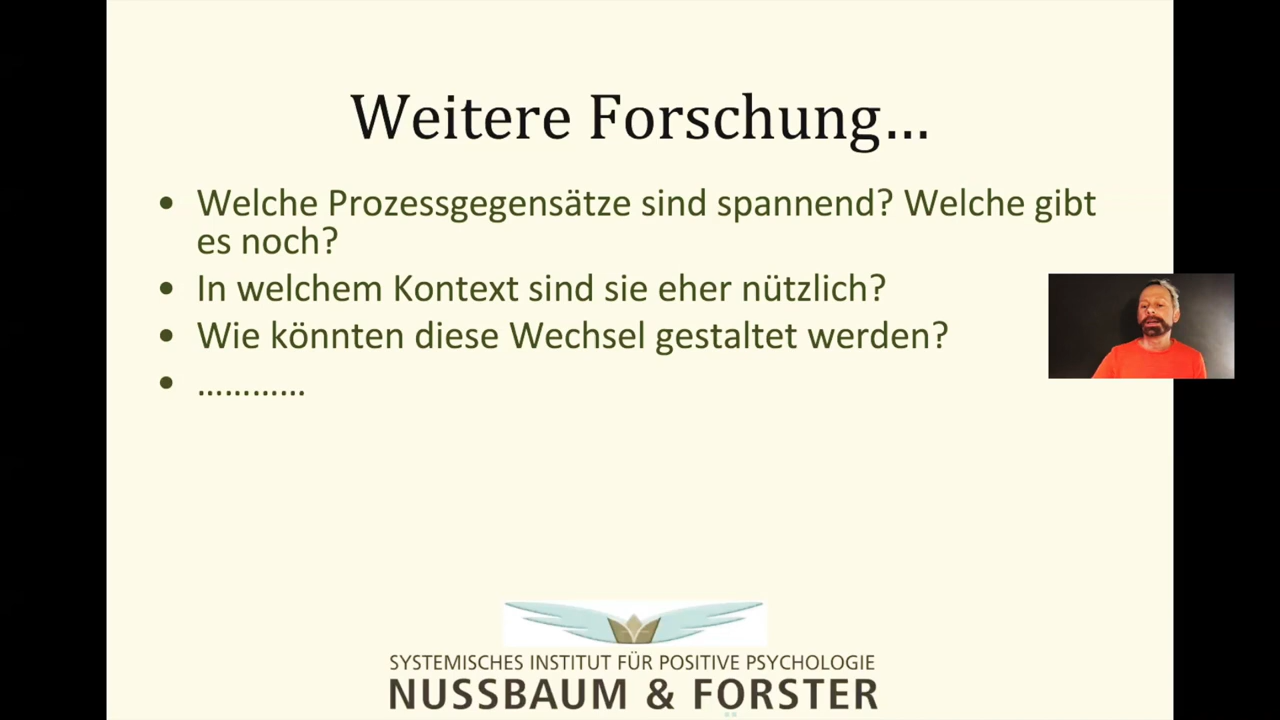 Weitere Forschung...
• Welche Prozessgegensätze sind spannend? Welche gibt
es noch?
• In welchem Kontext sind sie eher nützlich?
• Wie könnten diese Wechsel gestaltet werden?
• …………
SYSTEMISCHES INSTITUT FÜR POSITIVE PSYCHOLOGIE
NUSSBAUM & FORSTER